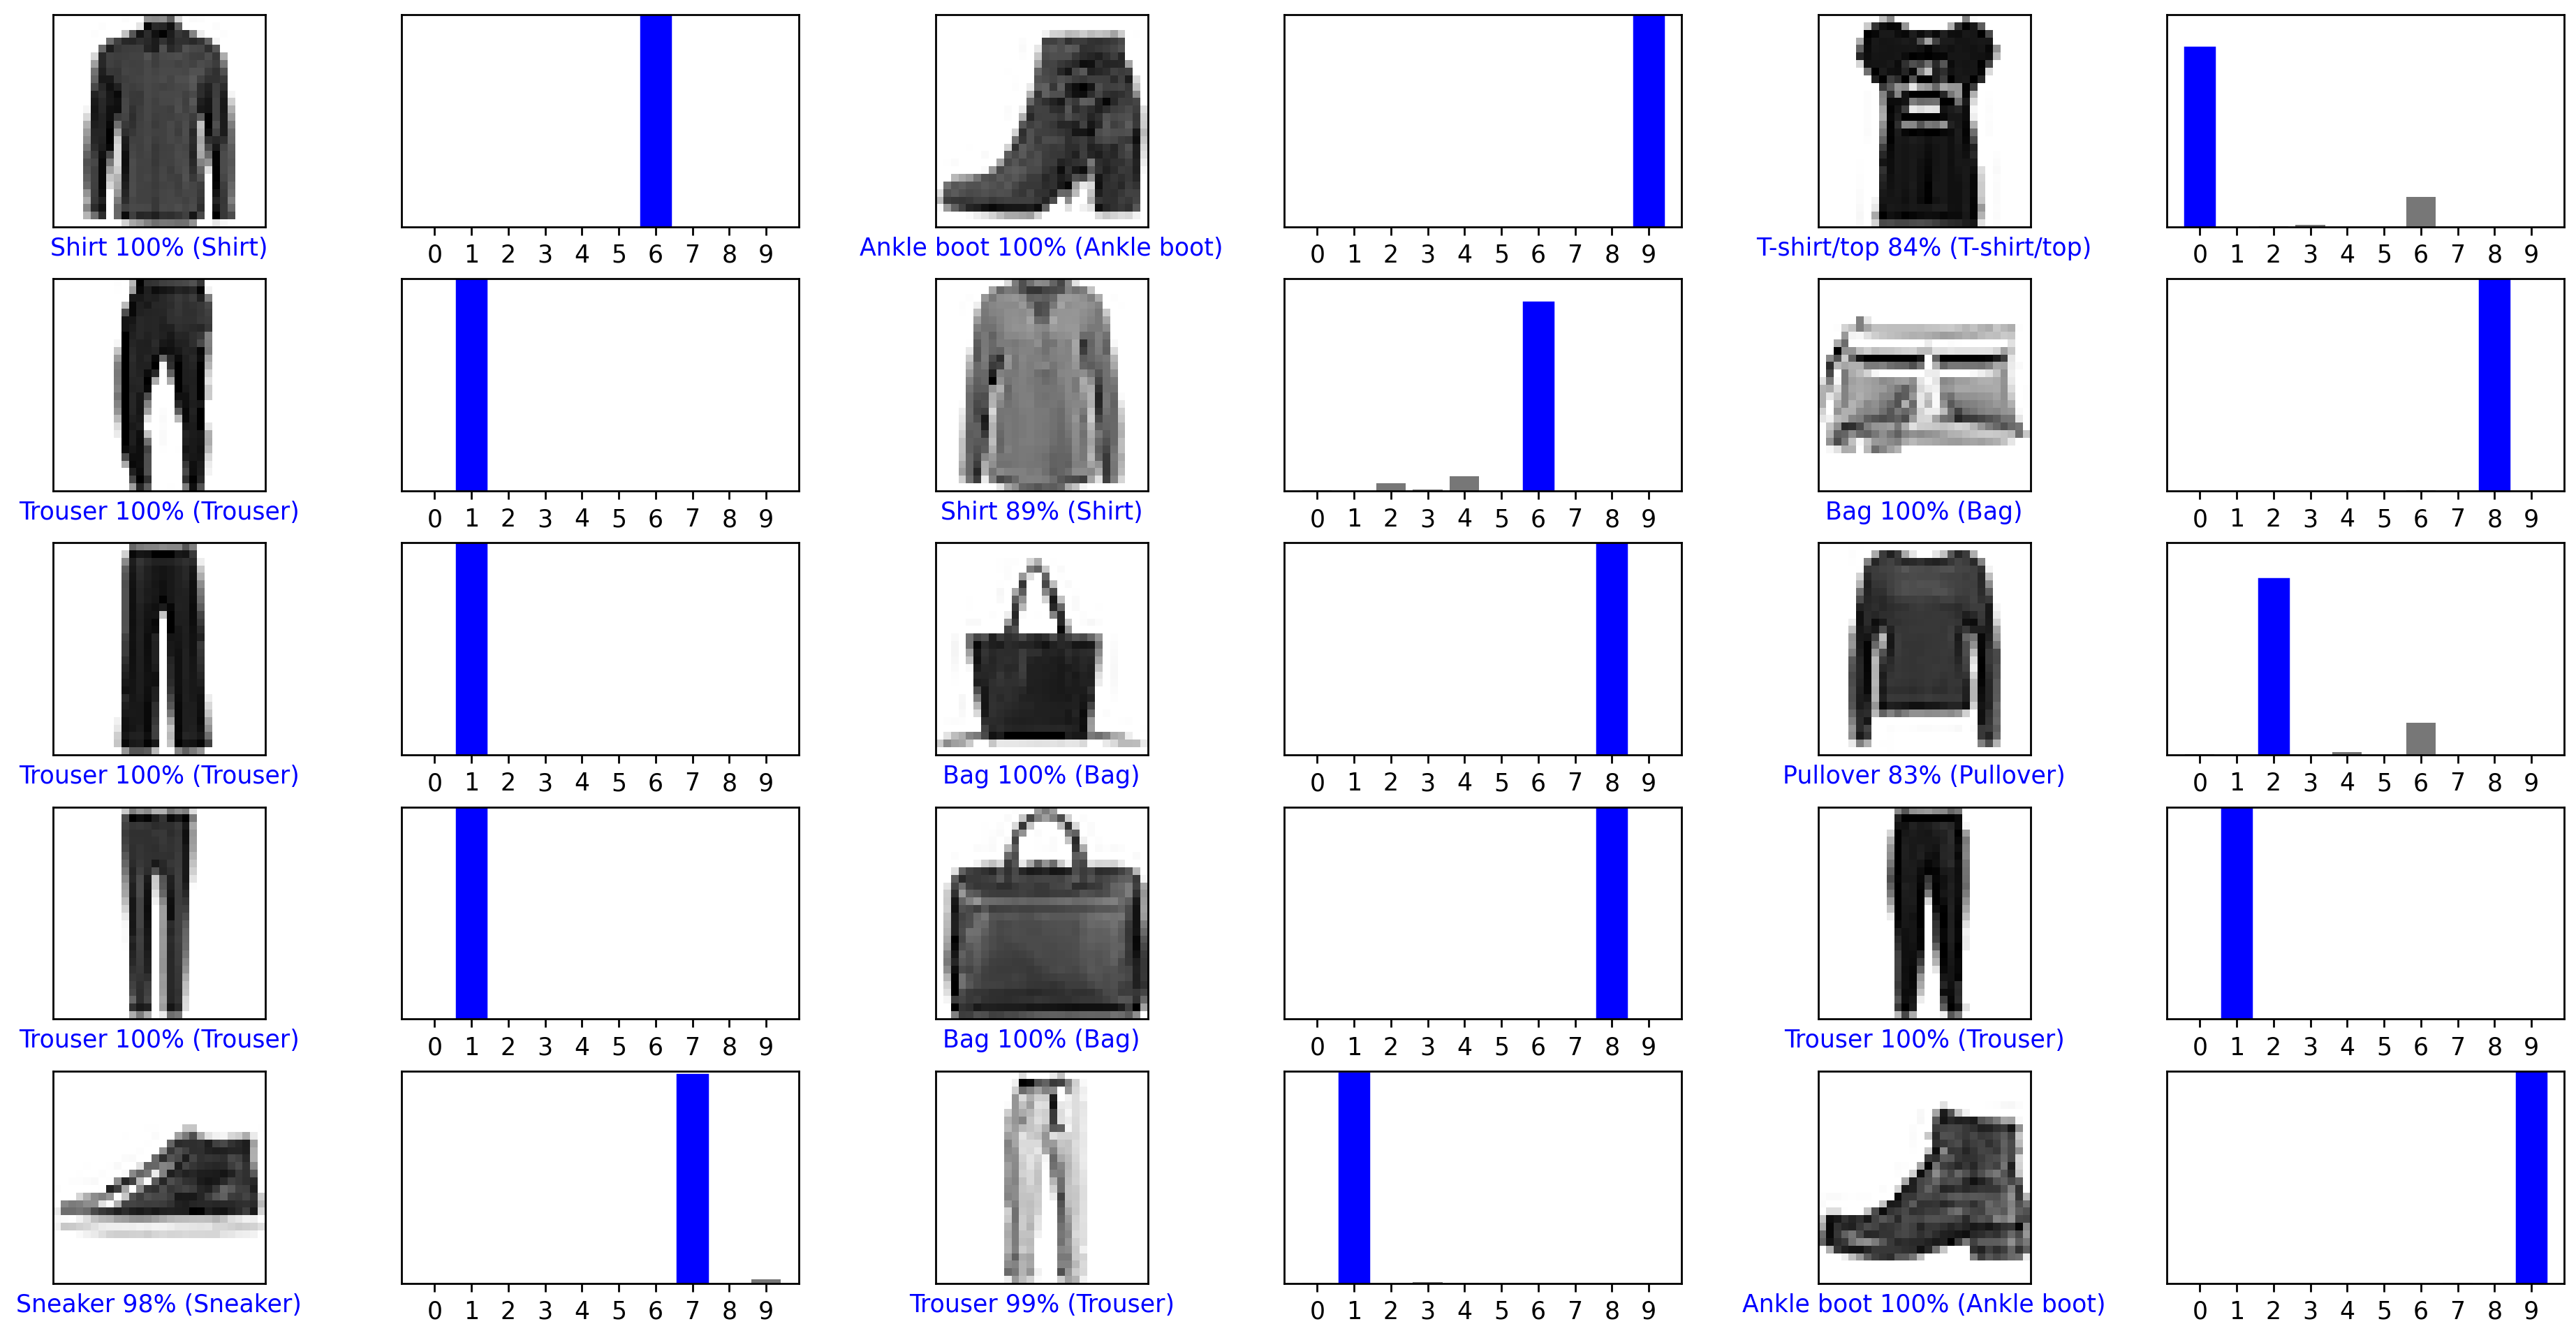 Shirt 100% (Shirt)
0 1 2 3 4 5 6 7 8 9
Ankle boot 100% (Ankle boot)
0 1 2 3 4 5 6 7 8 9
T-shirt/top 84% (T-shirt/top)
0 1 2 3 4 5 6 7 8 9
Trouser 100% (Trouser)
0 1 2 3 4 5 6 7 8 9
Shirt 89% (Shirt)
0 1 2 3 4 5 6 7 8 9
Bag 100% (Bag)
0 1 2 3 4 5 6 7 8 9
Trouser 100% (Trouser)
0 1 2 3 4 5 6 7 8 9
Bag 100% (Bag)
0 1 2 3 4 5 6 7 8 9
Pullover 83% (Pullover)
0 1 2 3 4 5 6 7 8 9
Trouser 100% (Trouser)
0 1 2 3 4 5 6 7 8 9
Bag 100% (Bag)
0 1 2 3 4 5 6 7 8 9
Trouser 100% (Trouser)
0 1 2 3 4 5 6 7 8 9
Sneaker 98% (Sneaker)
0 1 2 3 4 5 6 7 8 9
Trouser 99% (Trouser)
0 1 2 3 4 5 6 7 8 9
Ankle boot 100% (Ankle boot)
0 1 2 3 4 5 6 7 8 9